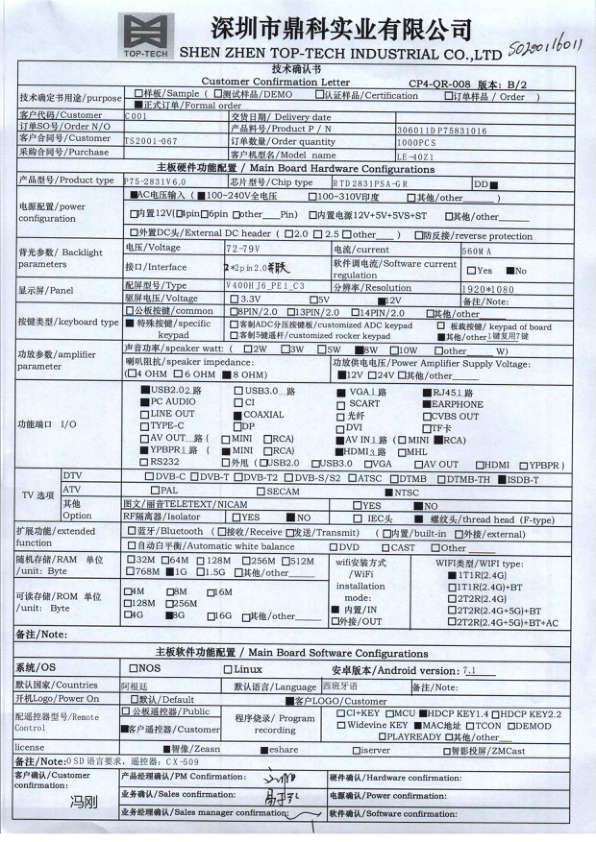 深圳市鼎科实业有限公司
TOP-TECH
SHEN ZHEN TOP-TECH INDUSTRIAL CO.,LTD
SO200116011
技术确认书
Customer Confirmation Letter CP4-QR-008 版本: B/2
技术确定书用途/purpose □样板/Sample ( □测试样品/DEMO □认证样品/Certification □订单样品 / Order )
■正式订单/Formal order
客户代码/Customer C001 交货日期/ Delivery date
订单SO号/Order N/O 产品料号/Product P / N 306011DP75831016
客户合同号/Customer TS2001-067 订单数量/Order quantity 1000PCS
采购合同号/Purchase 客户机型名/Model name LE-40Z1
主板硬件功能配置 / Main Board Hardware Configurations
产品型号/Product type P75-2831V6.0 芯片型号/Chip type RTD2831PSA-GR DD■
电源配置/power configuration ■AC电压输入 ( ■100~240V全电压 □100~310V印度 □其他/other )
□内置12V(□4pin□6pin □other Pin) □内置电源12V+5V+5VS+ST □其他/other
□外置DC头/External DC header ( □2.0 □ 2.5 □other ) □防反接/reverse protection
背光参数/ Backlight parameters 电压/Voltage 72-79V 电流/current 560MA
接口/Interface 2*2pin2.0 软件调电流/Software current regulation □Yes ■No
显示屏/Panel 配屏型号/Type V400HJ6_PE1_C3 分辨率/Resolution 1920*1080
驱屏电压/Voltage □3.3V □5V ■12V 备注/Note:
按键类型/keyboard type □公板按键/common □8PIN/2.0 □13PIN/2.0 □14PIN/2.0 □其他/other
■ 特殊按键/specific keypad □客制ADC分压接键板/customized ADC keypad □ 板载按键/ keypad of board
□客制5键遥杆/customized rocker keypad ■其他/other1键复用7键
功放参数/amplifier parameter 声音功率/speaker watt: ( □2W □3W □5W ■8W □10W □other W)
喇叭阻抗/speaker impedance: 功放供电电压/Power Amplifier Supply Voltage:
(□4 OHM □6 OHM ■8 OHM) ■12V □24V □其他/other
功能端口 I/O ■USB2.0 2 路 □USB3.0 路 ■ VGA 1 路 ■RJ45 1 路
■PC AUDIO □CI □ SCART ■EARPHONE
□LINE OUT ■COAXIAL □ 光纤 □CVBS OUT
□TYPE-C □DP □ DVI □TF卡
□AV OUT 路 ( □MINI □RCA) ■AV IN 1 路 (□MINI ■RCA)
■YPBPR 1 路 ( ■MINI □RCA) ■HDMI 3 路 □MHL
□RS232 □外甩 (□USB2.0 □USB3.0 □VGA □AV OUT □HDMI □YPBPR )
TV 选项 DTV □DVB-C □DVB-T □DVB-T2 □DVB-S/S2 □ATSC □DTMB □DTMB-TH ■ISDB-T
ATV □PAL □SECAM ■NTSC
其他 Option 图文/丽音TELETEXT/NICAM □YES ■NO
RF隔离器/Isolator □YES ■NO □ IEC头 ■ 螺纹头/thread head (F-type)
扩展功能/extended function □蓝牙/Bluetooth (□接收/Receive □发送/Transmit) (□内置/built-in □外接/external)
□自动白平衡/Automatic white balance □DVD □CAST □Other
随机存储/RAM 单位/unit: Byte □32M □64M □128M □256M □512M
□768M ■1G □1.5G □其他/other
wifi安装方式 /WiFi installation mode:
■ 内置/IN
□外接/OUT
WIFI类型/WIFI type:
■1T1R(2.4G)
□1T1R(2.4G)+BT
□2T2R(2.4G)
□2T2R(2.4G+5G)+BT
□2T2R(2.4G+5G)+BT+AC
可读存储/ROM 单位/unit: Byte □4M □8M □16M
□128M □256M
□4G ■8G □16G □其他/other
备注/Note:
主板软件功能配置 / Main Board Software Configurations
系统/OS □NOS □Linux 安卓版本/Android version: 7.1
默认国家/Countries 阿根廷 默认语言/Language 西班牙语 备注/Note:
开机Logo/Power On □默认/Default ■客户LOGO/Customer
配遥控器型号/Remote Control □ 公板遥控器/Public
■客户遥控器/Customer
程序烧录/ Program recording □CI+KEY □MCU ■HDCP KEY1.4 □HDCP KEY2.2
□Widevine KEY ■MAC地址 □TCON □DEMOD
□PLAYREADY □其他/other
license ■智像/Zeasn ■eshare □iserver □智影投屏/ZMCast
备注/Note:OSD语言要求, 遥控器: CX-509
客户确认/Customer confirmation: 冯刚
产品经理确认/PM Confirmation: 硬件确认/Hardware confirmation:
业务确认/Sales confirmation: 电源确认/Power confirmation:
业务经理确认/Sales manager confirmation: 软件确认/Software confirmation: